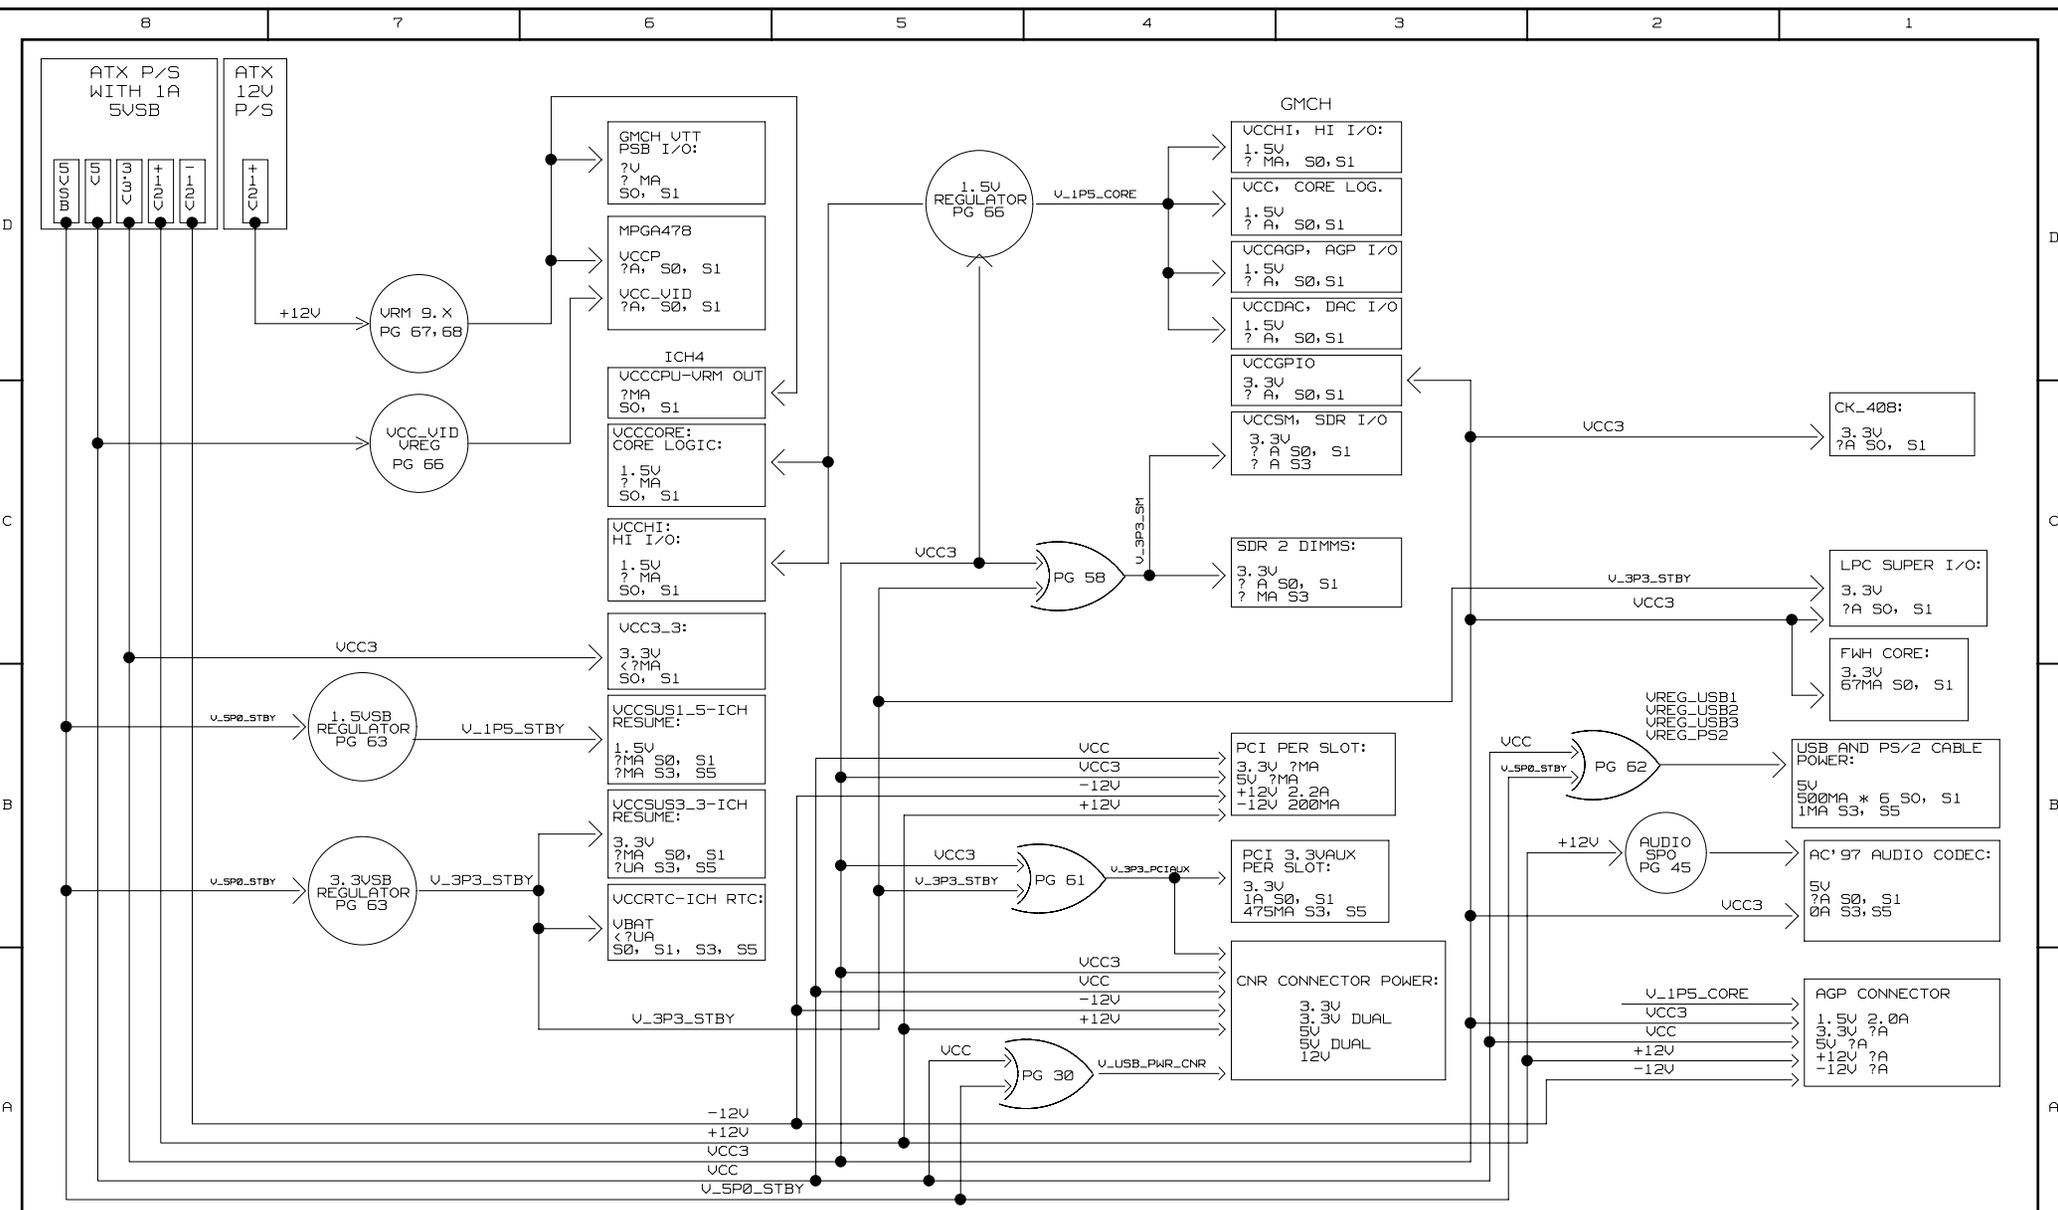 8 7 6 5 4 3 2 1
D
C
B
A
D
C
B
A
ATX P/S
WITH 1A
5VSB
5VSB
5V
3.3V
+12V
-12V
ATX
12V
P/S
+12V
+12V
VRM 9.X
PG 67,68
VCC_VID
VREG
PG 66
VCC3
V_5P0_STBY
1.5VSB
REGULATOR
PG 63
V_1P5_STBY
V_5P0_STBY
3.3VSB
REGULATOR
PG 63
V_3P3_STBY
GMCH VTT
PSB I/O:
?V
? MA
SO, S1
MPGA478
VCCP
?A, S0, S1
VCC_VID
?A, S0, S1
ICH4
VCCCPU-VRM OUT
?MA
SO, S1
VCCCORE:
CORE LOGIC:
1.5V
? MA
SO, S1
VCCHI:
HI I/O:
1.5V
? MA
SO, S1
VCC3_3:
3.3V
<?MA
SO, S1
VCCSUS1_5-ICH
RESUME:
1.5V
?MA S0, S1
?MA S3, S5
VCCSUS3_3-ICH
RESUME:
3.3V
?MA S0, S1
?UA S3, S5
VCCRTC-ICH RTC:
VBAT
<?UA
S0, S1, S3, S5
V_3P3_STBY
-12V
+12V
VCC3
VCC
V_5P0_STBY
1.5V
REGULATOR
PG 66
V_1P5_CORE
VCC3
PG 58
V_3P3_SM
VCC
VCC3
-12V
+12V
VCC3
V_3P3_STBY
PG 61
V_3P3_PCIAUX
VCC3
VCC
-12V
+12V
VCC
PG 30
V_USB_PWR_CNR
GMCH
VCCHI, HI I/O:
1.5V
? MA, S0,S1
VCC, CORE LOG.
1.5V
? A, S0,S1
VCCAGP, AGP I/O
1.5V
? A, S0,S1
VCCDAC, DAC I/O
1.5V
? A, S0,S1
VCCGPIO
3.3V
? A, S0,S1
VCCSM, SDR I/O
3.3V
? A S0, S1
? A S3
SDR 2 DIMMS:
3.3V
? A S0, S1
? MA S3
PCI PER SLOT:
3.3V ?MA
5V ?MA
+12V 2.2A
-12V 200MA
PCI 3.3VAUX
PER SLOT:
3.3V
1A S0, S1
475MA S3, S5
CNR CONNECTOR POWER:
3.3V
3.3V DUAL
5V
5V DUAL
12V
VCC3
CK_408:
3.3V
?A SO, S1
V_3P3_STBY
VCC3
LPC SUPER I/O:
3.3V
?A SO, S1
FWH CORE:
3.3V
67MA S0, S1
VREG_USB1
VREG_USB2
VREG_USB3
VREG_PS2
VCC
V_5P0_STBY
PG 62
USB AND PS/2 CABLE
POWER:
5V
500MA * 6 SO, S1
1MA S3, S5
+12V
AUDIO
SPO
PG 45
VCC3
AC'97 AUDIO CODEC:
5V
?A S0, S1
0A S3,S5
V_1P5_CORE
VCC3
VCC
+12V
-12V
AGP CONNECTOR
1.5V 2.0A
3.3V ?A
5V ?A
+12V ?A
-12V ?A